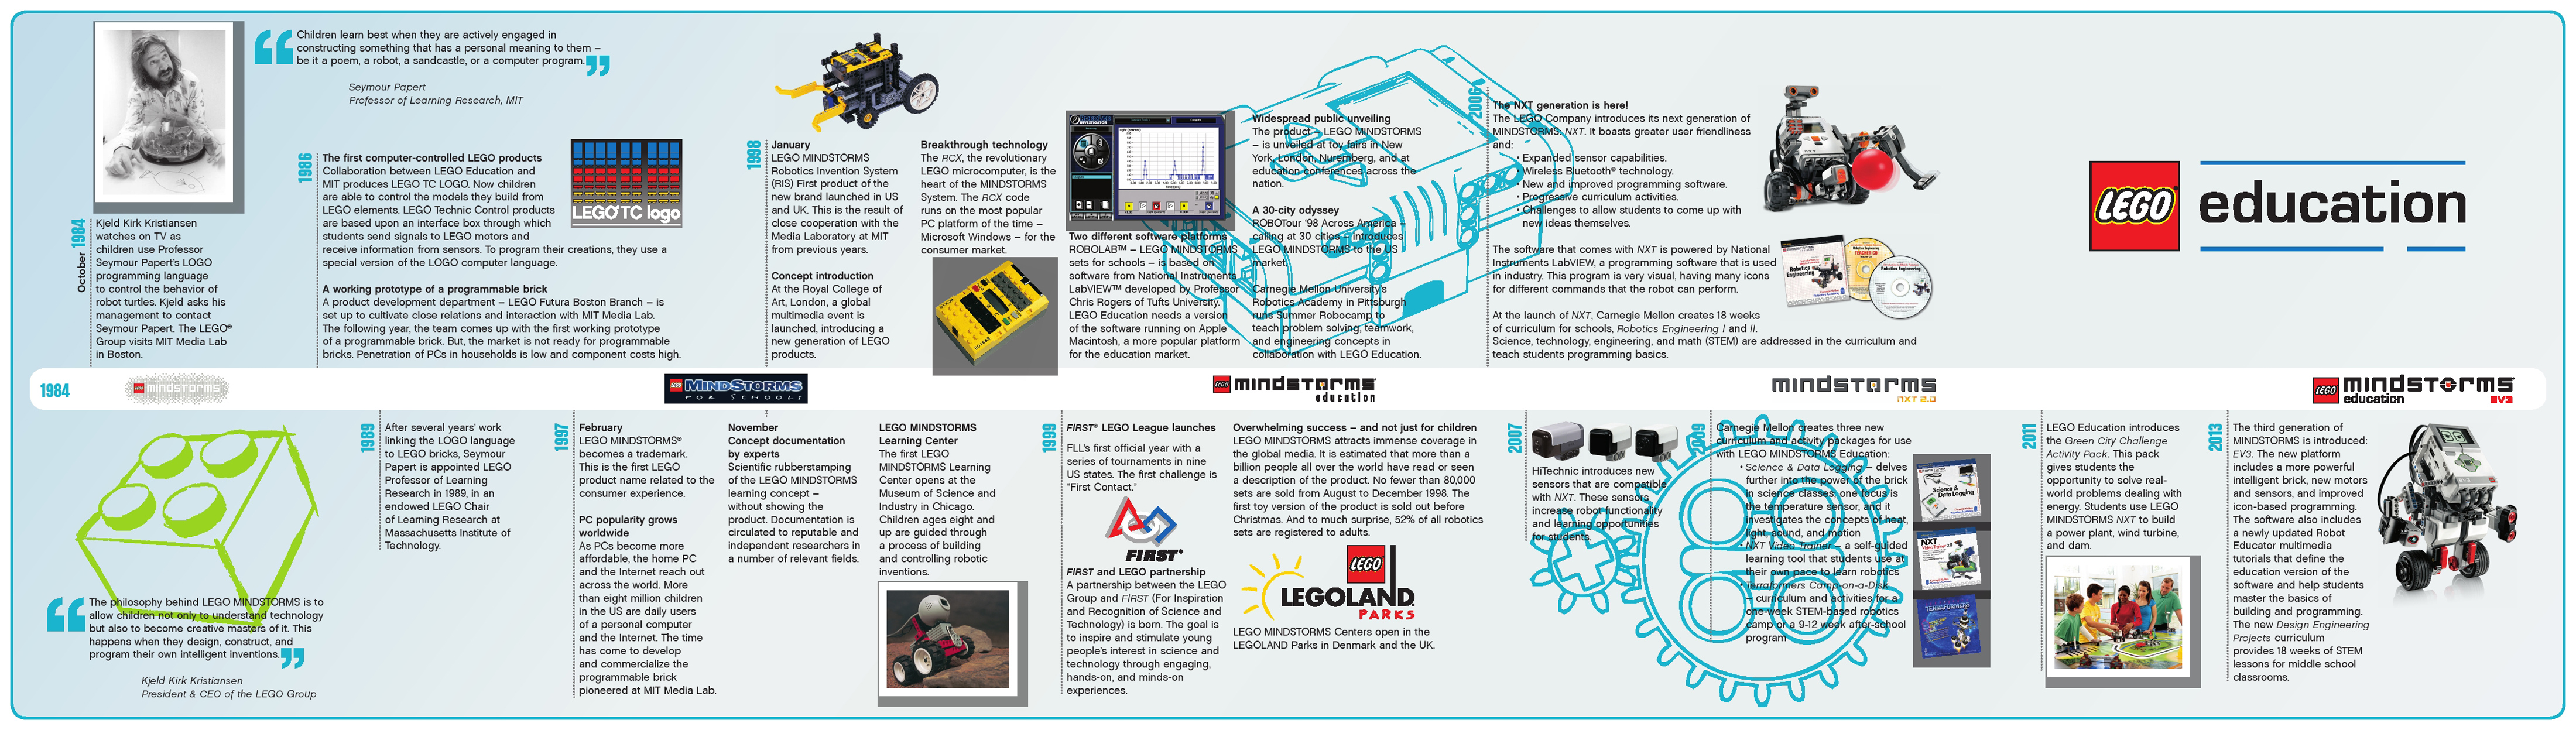 Children learn best when they are actively engaged in
constructing something that has a personal meaning to them –
be it a poem, a robot, a sandcastle, or a computer program.
Seymour Papert
Professor of Learning Research, MIT
October 1984
Kjeld Kirk Kristiansen
watches on TV as
children use Professor
Seymour Papert's LOGO
programming language
to control the behavior of
robot turtles. Kjeld asks his
management to contact
Seymour Papert. The LEGO®
Group visits MIT Media Lab
in Boston.
1986
The first computer-controlled LEGO products
Collaboration between LEGO Education and
MIT produces LEGO TC LOGO. Now children
are able to control the models they build from
LEGO elements. LEGO Technic Control products
are based upon an interface box through which
students send signals to LEGO motors and
receive information from sensors. To program their creations, they use a
special version of the LOGO computer language.
LEGO TC logo
A working prototype of a programmable brick
A product development department – LEGO Futura Boston Branch – is
set up to cultivate close relations and interaction with MIT Media Lab.
The following year, the team comes up with the first working prototype
of a programmable brick. But, the market is not ready for programmable
bricks. Penetration of PCs in households is low and component costs high.
1998
January
LEGO MINDSTORMS
Robotics Invention System
(RIS) First product of the
new brand launched in US
and UK. This is the result of
close cooperation with the
Media Laboratory at MIT
from previous years.
Concept introduction
At the Royal College of
Art, London, a global
multimedia event is
launched, introducing a
new generation of LEGO
products.
Breakthrough technology
The RCX, the revolutionary
LEGO microcomputer, is the
heart of the MINDSTORMS
System. The RCX code
runs on the most popular
PC platform of the time –
Microsoft Windows – for the
consumer market.
Two different software platforms
ROBOLAB™ – LEGO MINDSTORMS
sets for schools – is based on
software from National Instruments
LabVIEW™ developed by Professor
Chris Rogers of Tufts University.
LEGO Education needs a version
of the software running on Apple
Macintosh, a more popular platform
for the education market.
Widespread public unveiling
The product – LEGO MINDSTORMS
– is unveiled at toy fairs in New
York, London, Nuremberg, and at
education conferences across the
nation.
A 30-city odyssey
ROBOTour '98 Across America –
calling at 30 cities – introduces
LEGO MINDSTORMS to the US
market.
Carnegie Mellon University's
Robotics Academy in Pittsburgh
runs Summer Robocamp to
teach problem solving, teamwork,
and engineering concepts in
collaboration with LEGO Education.
2006
The NXT generation is here!
The LEGO Company introduces its next generation of
MINDSTORMS: NXT. It boasts greater user friendliness
and:
• Expanded sensor capabilities.
• Wireless Bluetooth® technology.
• New and improved programming software.
• Progressive curriculum activities.
• Challenges to allow students to come up with
new ideas themselves.
The software that comes with NXT is powered by National
Instruments LabVIEW, a programming software that is used
in industry. This program is very visual, having many icons
for different commands that the robot can perform.
At the launch of NXT, Carnegie Mellon creates 18 weeks
of curriculum for schools, Robotics Engineering I and II.
Science, technology, engineering, and math (STEM) are addressed in the curriculum and
teach students programming basics.
Robotics
Engineering
LEGO education
1984
LEGO mindstorms
LEGO MINDSTORMS
FOR SCHOOLS
LEGO mindstorms
education
mindstorms
NXT 2.0
LEGO mindstorms
education EV3
The philosophy behind LEGO MINDSTORMS is to
allow children not only to understand technology
but also to become creative masters of it. This
happens when they design, construct, and
program their own intelligent inventions.
Kjeld Kirk Kristiansen
President & CEO of the LEGO Group
1989
After several years' work
linking the LOGO language
to LEGO bricks, Seymour
Papert is appointed LEGO
Professor of Learning
Research in 1989, in an
endowed LEGO Chair
of Learning Research at
Massachusetts Institute of
Technology.
1997
February
LEGO MINDSTORMS®
becomes a trademark.
This is the first LEGO
product name related to the
consumer experience.
PC popularity grows
worldwide
As PCs become more
affordable, the home PC
and the Internet reach out
across the world. More
than eight million children
in the US are daily users
of a personal computer
and the Internet. The time
has come to develop
and commercialize the
programmable brick
pioneered at MIT Media Lab.
November
Concept documentation
by experts
Scientific rubberstamping
of the LEGO MINDSTORMS
learning concept –
without showing the
product. Documentation is
circulated to reputable and
independent researchers in
a number of relevant fields.
LEGO MINDSTORMS
Learning Center
The first LEGO
MINDSTORMS Learning
Center opens at the
Museum of Science and
Industry in Chicago.
Children ages eight and
up are guided through
a process of building
and controlling robotic
inventions.
1999
FIRST® LEGO League launches
FLL's first official year with a
series of tournaments in nine
US states. The first challenge is
"First Contact."
FIRST®
FIRST and LEGO partnership
A partnership between the LEGO
Group and FIRST (For Inspiration
and Recognition of Science and
Technology) is born. The goal is
to inspire and stimulate young
people's interest in science and
technology through engaging,
hands-on, and minds-on
experiences.
Overwhelming success – and not just for children
LEGO MINDSTORMS attracts immense coverage in
the global media. It is estimated that more than a
billion people all over the world have read or seen
a description of the product. No fewer than 80,000
sets are sold from August to December 1998. The
first toy version of the product is sold out before
Christmas. And to much surprise, 52% of all robotics
sets are registered to adults.
LEGO
LEGOLAND
PARKS
LEGO MINDSTORMS Centers open in the
LEGOLAND Parks in Denmark and the UK.
2007
HiTechnic introduces new
sensors that are compatible
with NXT. These sensors
increase robot functionality
and learning opportunities
for students.
2009
Carnegie Mellon creates three new
curriculum and activity packages for use
with LEGO MINDSTORMS Education:
• Science & Data Logging – delves
further into the power of the brick
in science classes; one focus is
the temperature sensor, and it
investigates the concepts of heat,
light, sound, and motion
• NXT Video Trainer – a self-guided
learning tool that students use at
their own pace to learn robotics
• Terraformers Camp-on-a-Disk
– curriculum and activities for a
one-week STEM-based robotics
camp or a 9-12 week after-school
program
Science &
Data Logging
NXT
Video Trainer 2.0
TERRAFORMERS
2011
LEGO Education introduces
the Green City Challenge
Activity Pack. This pack
gives students the
opportunity to solve real-
world problems dealing with
energy. Students use LEGO
MINDSTORMS NXT to build
a power plant, wind turbine,
and dam.
2013
The third generation of
MINDSTORMS is introduced:
EV3. The new platform
includes a more powerful
intelligent brick, new motors
and sensors, and improved
icon-based programming.
The software also includes
a newly updated Robot
Educator multimedia
tutorials that define the
education version of the
software and help students
master the basics of
building and programming.
The new Design Engineering
Projects curriculum
provides 18 weeks of STEM
lessons for middle school
classrooms.